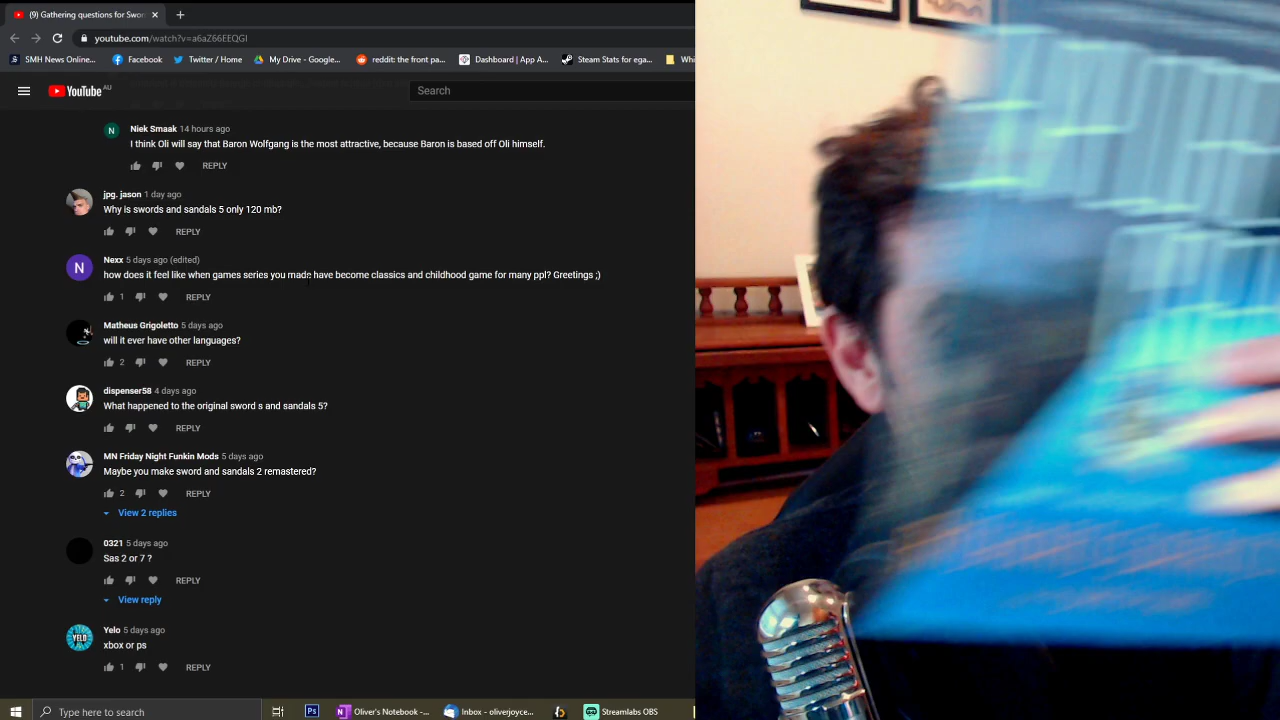 (9) Gathering questions for Swor
youtube.com/watch?v=a6aZ66EEQGI
SMH News Onlin...
Facebook
Twitter / Home
My Drive - Google...
reddit: the front pa...
Dashboard | App A...
Steam Stats for ega...
Whi
YouTube AU
Search
N
Niek Smaak 14 hours ago
I think Oli will say that Baron Wolfgang is the most attractive, because Baron is based off Oli himself.
REPLY
jpg. jason 1 day ago
Why is swords and sandals 5 only 120 mb?
REPLY
N
Nexx 5 days ago (edited)
how does it feel like when games series you made have become classics and childhood game for many ppl? Greetings ;)
1 REPLY
Matheus Grigoletto 5 days ago
will it ever have other languages?
2 REPLY
dispenser58 4 days ago
What happened to the original sword s and sandals 5?
REPLY
MN Friday Night Funkin Mods 5 days ago
Maybe you make sword and sandals 2 remastered?
2 REPLY
View 2 replies
0321 5 days ago
Sas 2 or 7 ?
REPLY
View reply
YELO
Yelo 5 days ago
xbox or ps
1 REPLY
Type here to search
Ps
Oliver's Notebook -...
Inbox - oliverjoyce...
Streamlabs OBS